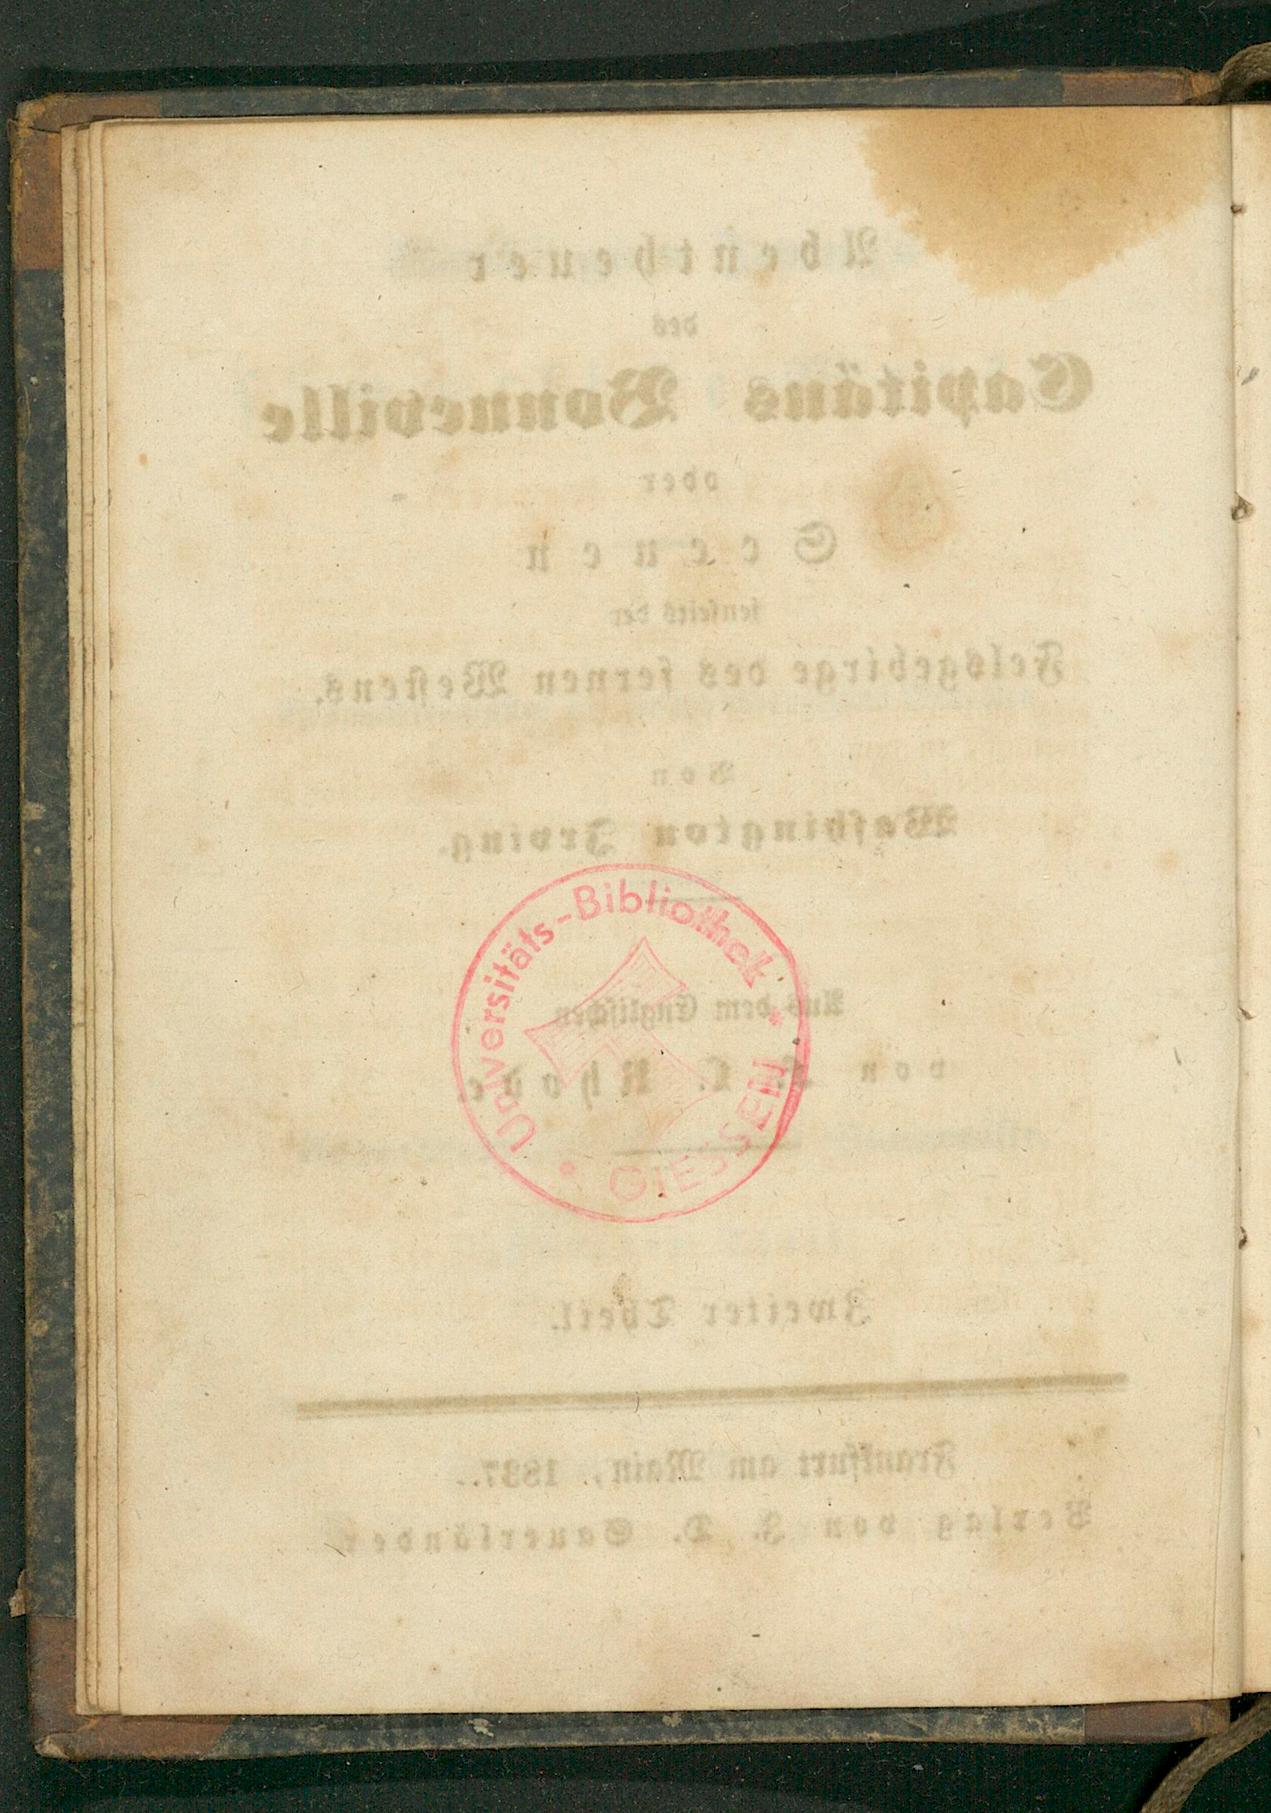 Abentheuer
des
Capitäns Bonneville
oder
Scenen
jenseits der
Felsgebirge des fernen Westens.
Von
Washington Irving.
Universitäts-Bibliothek
GIESSEN
Aus dem Englischen
von Rhode.
Zweiter Theil.
Frankfurt am Main, 1837.
Verlag von J. D. Sauerländer